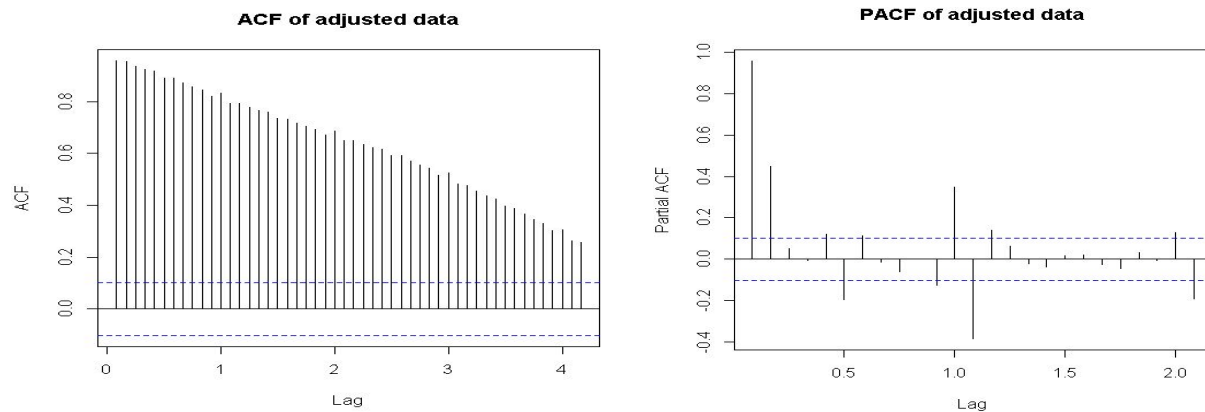 ACF of adjusted data
ACF
0.0 0.2 0.4 0.6 0.8
0 1 2 3 4
Lag
PACF of adjusted data
Partial ACF
-0.4 -0.2 0.0 0.2 0.4 0.6 0.8 1.0
0.5 1.0 1.5 2.0
Lag